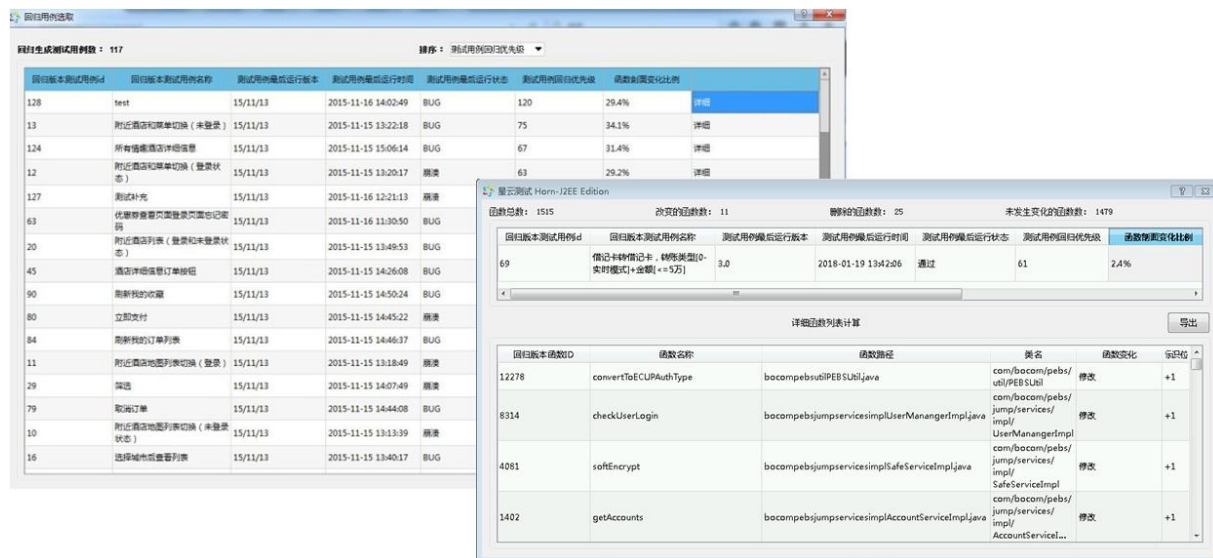 回归用例选取
回归生成测试用例数： 117 排序： 测试用例回归优先级
回归版本测试用例id 回归版本测试用例名称 测试用例最后运行版本 测试用例最后运行时间 测试用例最后运行状态 测试用例回归优先级 函数剖面变化比例
128 test 15/11/13 2015-11-16 14:02:49 BUG 120 29.4% 详细
13 附近酒店和菜单切换（未登录） 15/11/13 2015-11-15 13:22:18 BUG 75 34.1% 详细
124 所有情趣酒店详细信息 15/11/13 2015-11-15 15:06:14 BUG 67 31.4% 详细
12 附近酒店和菜单切换（登录状
态） 15/11/13 2015-11-15 13:20:17 崩溃 63 29.2% 详细
127 测试补充 15/11/13 2015-11-16 12:21:13 崩溃
63 优惠券查看页面登录页面忘记密
码 15/11/13 2015-11-16 11:30:50 BUG
20 附近酒店列表（登录和未登录状
态） 15/11/13 2015-11-15 13:49:53 BUG
45 酒店详细信息订单按钮 15/11/13 2015-11-15 14:26:08 BUG
90 刷新我的收藏 15/11/13 2015-11-15 14:50:24 BUG
80 立即支付 15/11/13 2015-11-15 14:45:22 崩溃
84 刷新我的订单列表 15/11/13 2015-11-15 14:46:37 BUG
11 附近酒店地图列表切换（登录） 15/11/13 2015-11-15 13:18:49 崩溃
29 筛选 15/11/13 2015-11-15 14:07:49 崩溃
79 取消订单 15/11/13 2015-11-15 14:44:08 BUG
10 附近酒店地图列表切换（未登录
状态） 15/11/13 2015-11-15 13:13:39 崩溃
16 选择城市后查看列表 15/11/13 2015-11-15 13:40:17 BUG
星云测试 Horn-J2EE Edition
函数总数： 1515 改变的函数数： 11 删除的函数数： 25 未发生变化的函数数： 1479
回归版本测试用例id 回归版本测试用例名称 测试用例最后运行版本 测试用例最后运行时间 测试用例最后运行状态 测试用例回归优先级 函数剖面变化比例
69 借记卡转借记卡，转账类型[0-
实时模式]+金额[<=5万] 3.0 2018-01-19 13:42:06 通过 61 2.4%
详细函数列表计算 导出
回归版本函数ID 函数名称 函数路径 类名 函数变化
12278 convertToECUPAuthType bocompebsutilPEBSUtil.java com/bocom/pebs/
util/PEBSUtil 修改 +1
8314 checkUserLogin bocompebsjumpservicesimplUserManangerImpl.java com/bocom/pebs/
jump/services/
impl/
UserManangerImpl 修改 +1
4081 softEncrypt bocompebsjumpservicesimplSafeServiceImpl.java com/bocom/pebs/
jump/services/
impl/
SafeServiceImpl 修改 +1
1402 getAccounts bocompebsjumpservicesimplAccountServiceImpl.java com/bocom/pebs/
jump/services/
impl/
AccountServiceI... 修改 +1